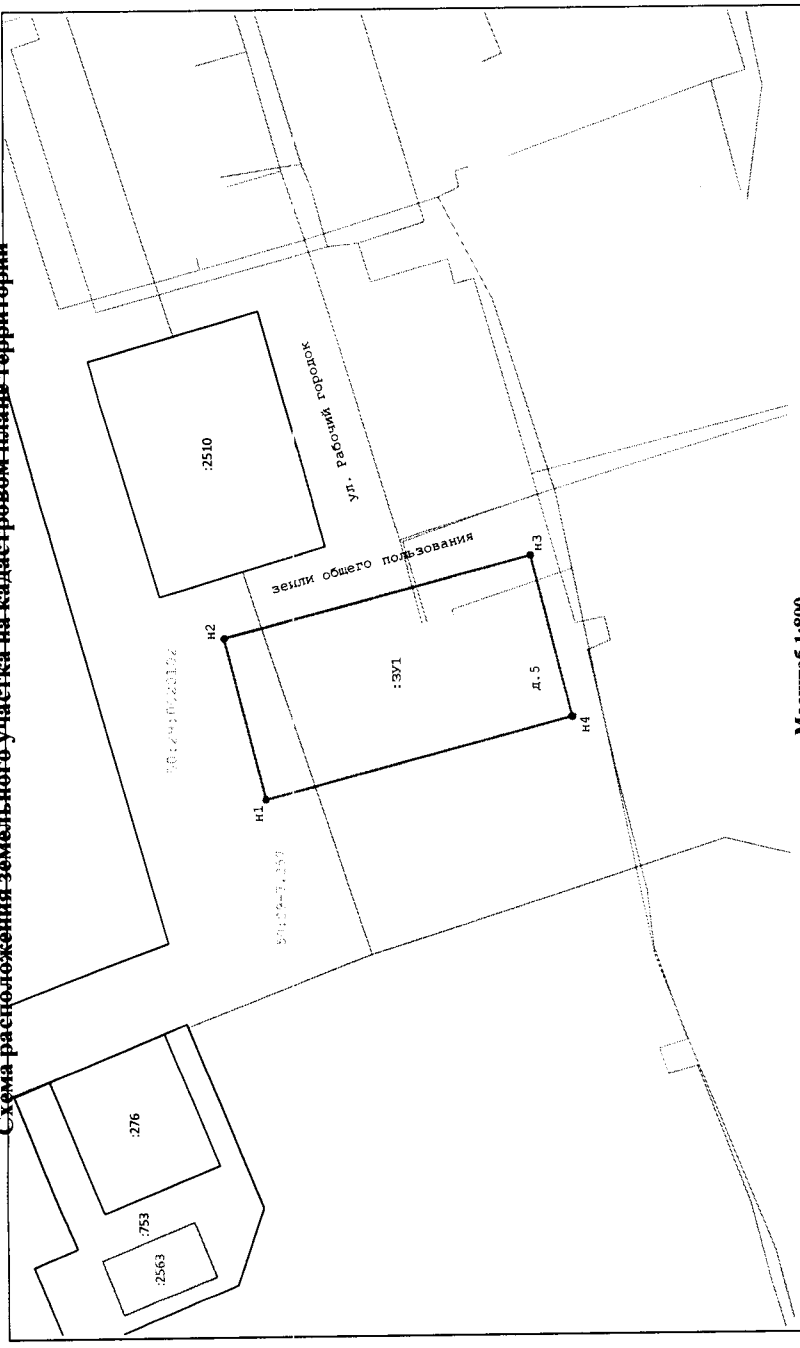 Схема расположения земельного участка на кадастровом плане территории
:276
:753
:2563
:2510
ул. Рабочий городок
земли общего пользования
н2
н1
:ЗУ1
д.5
н3
н4
Масштаб 1:800